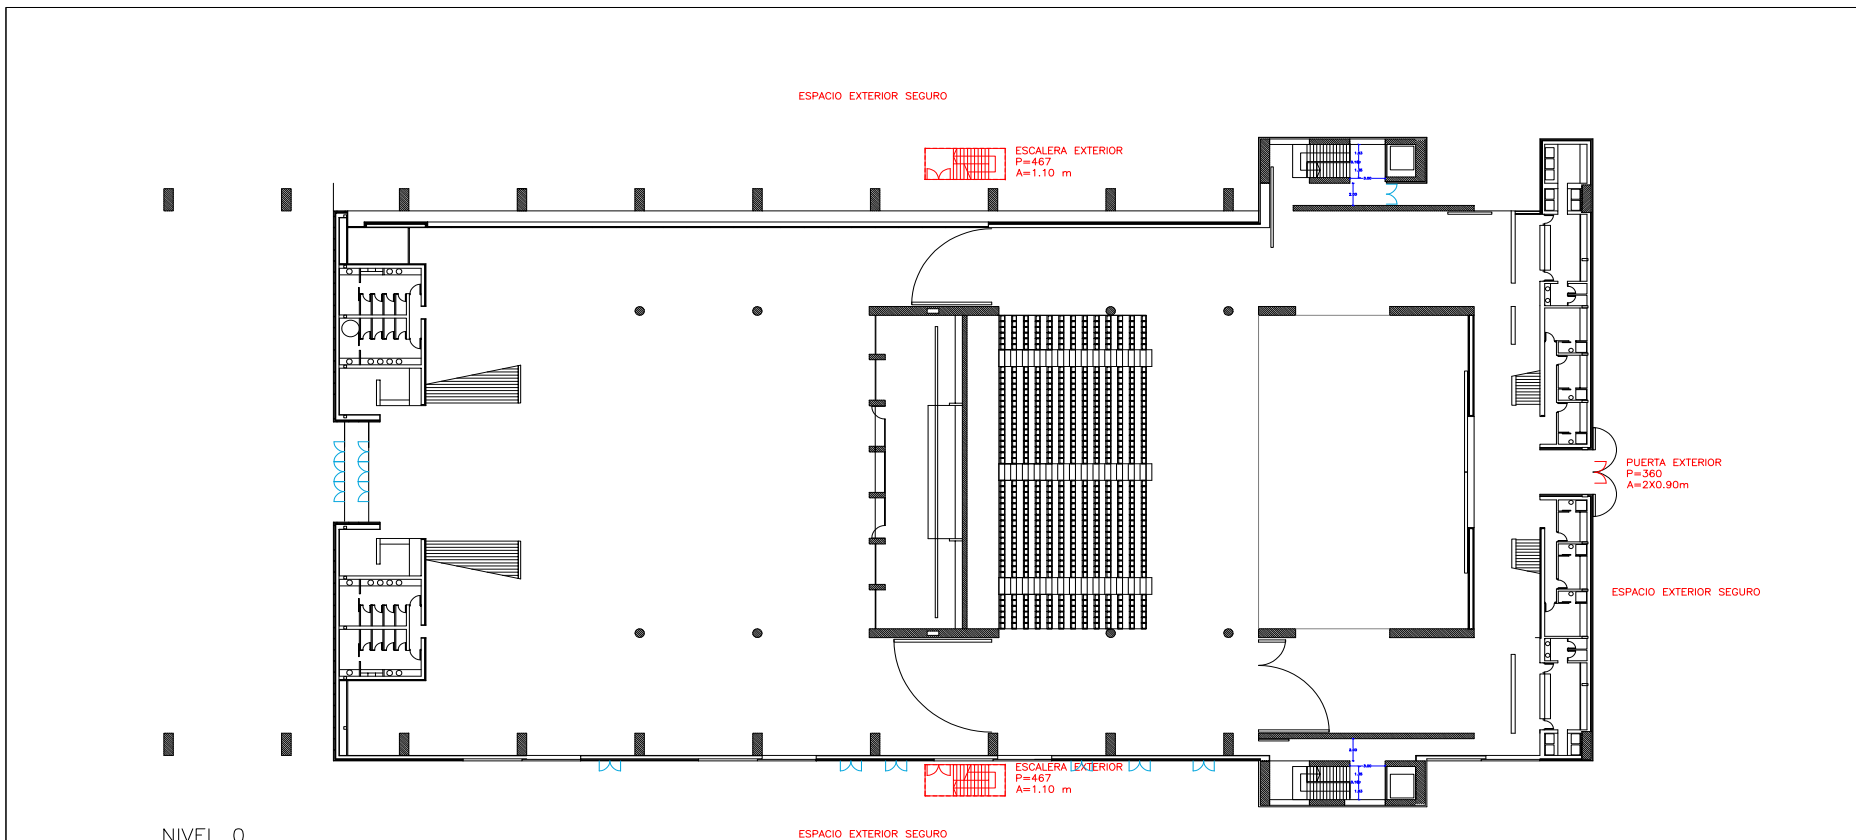 ESPACIO EXTERIOR SEGURO
ESCALERA EXTERIOR
P=467
A=1.10 m
PUERTA EXTERIOR
P=360
A=2X0.90m
ESPACIO EXTERIOR SEGURO
ESCALERA EXTERIOR
P=467
A=1.10 m
NIVEL 0
ESPACIO EXTERIOR SEGURO